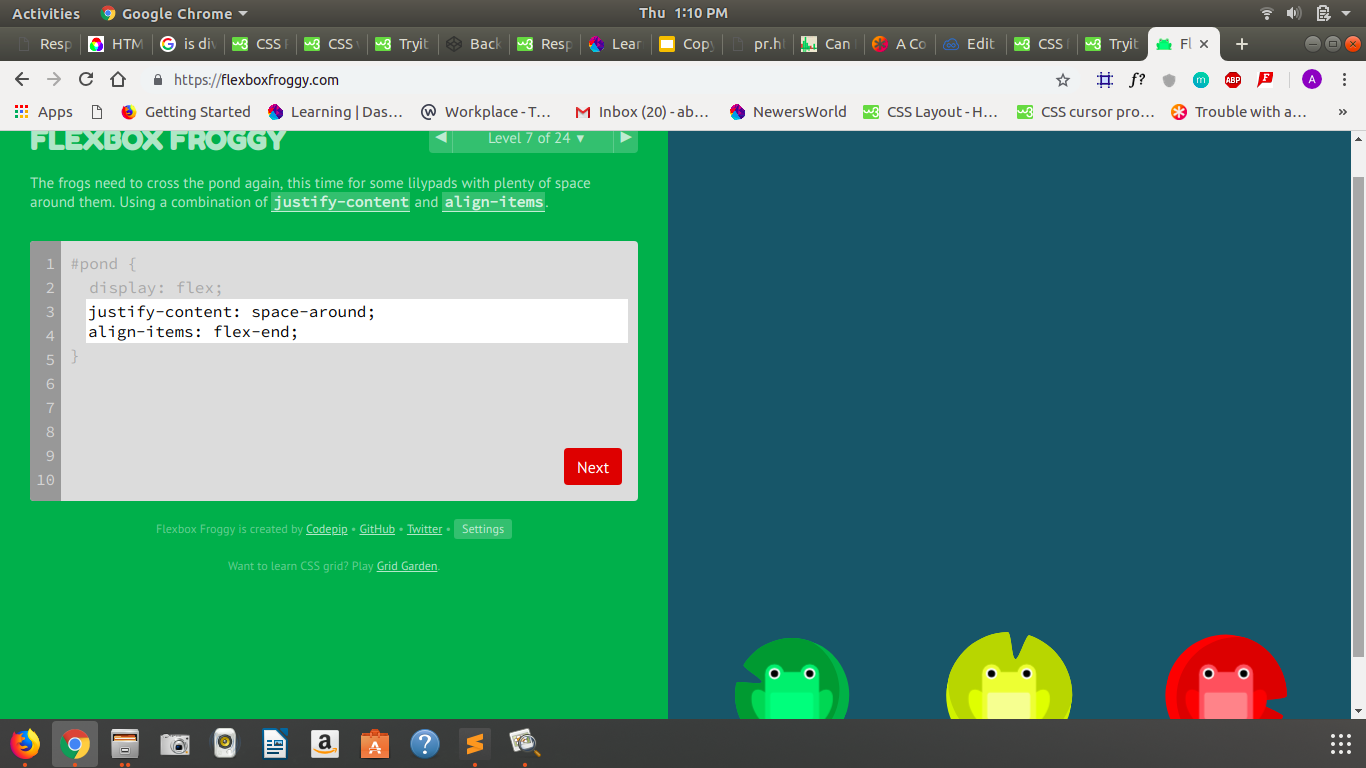 Activities Google Chrome ▾ Thu 1:10 PM
Resp HTM is div CSS CSS Tryit Back Resp Lear Copy pr.h Can A Co Edit CSS Tryit Fl
https://flexboxfroggy.com f? ABP A
Apps Getting Started Learning | Das... Workplace - T... Inbox (20) - ab... NewersWorld CSS Layout - H... CSS cursor pro... Trouble with a... »
FLEXBOX FROGGY
◀ Level 7 of 24 ▾ ▶
The frogs need to cross the pond again, this time for some lilypads with plenty of space
around them. Using a combination of justify-content and align-items.
1 #pond {
2 display: flex;
3 justify-content: space-around;
4 align-items: flex-end;
5 }
6
7
8
9
10
Next
Flexbox Froggy is created by Codepip • GitHub • Twitter • Settings
Want to learn CSS grid? Play Grid Garden.